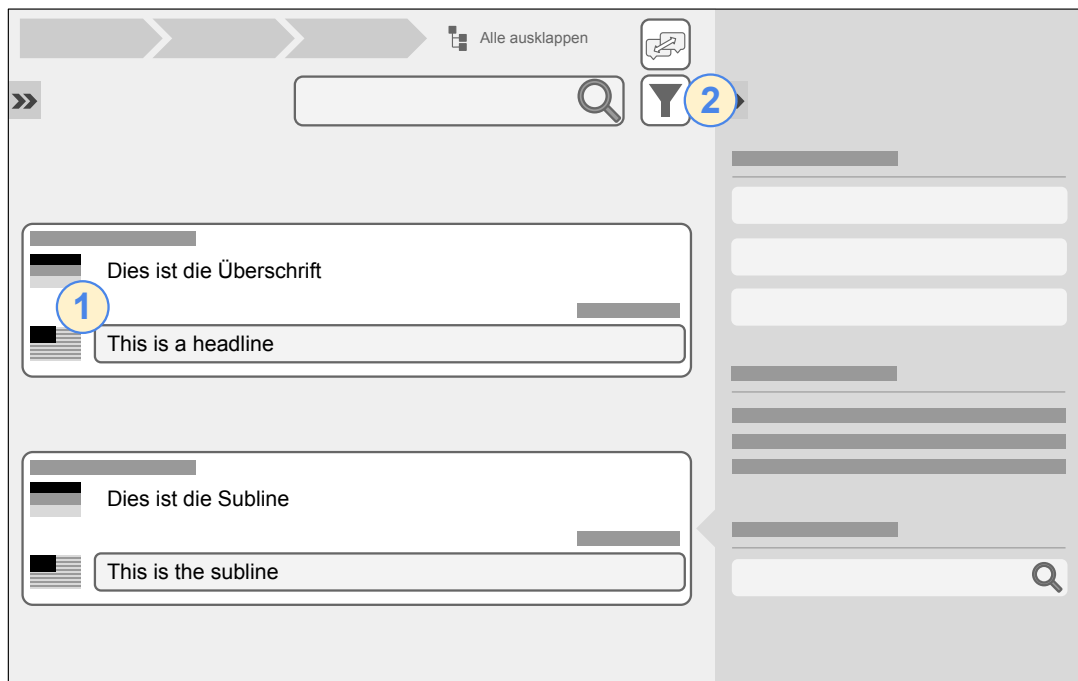 Alle ausklappen
2
Dies ist die Überschrift
1
This is a headline
Dies ist die Subline
This is the subline